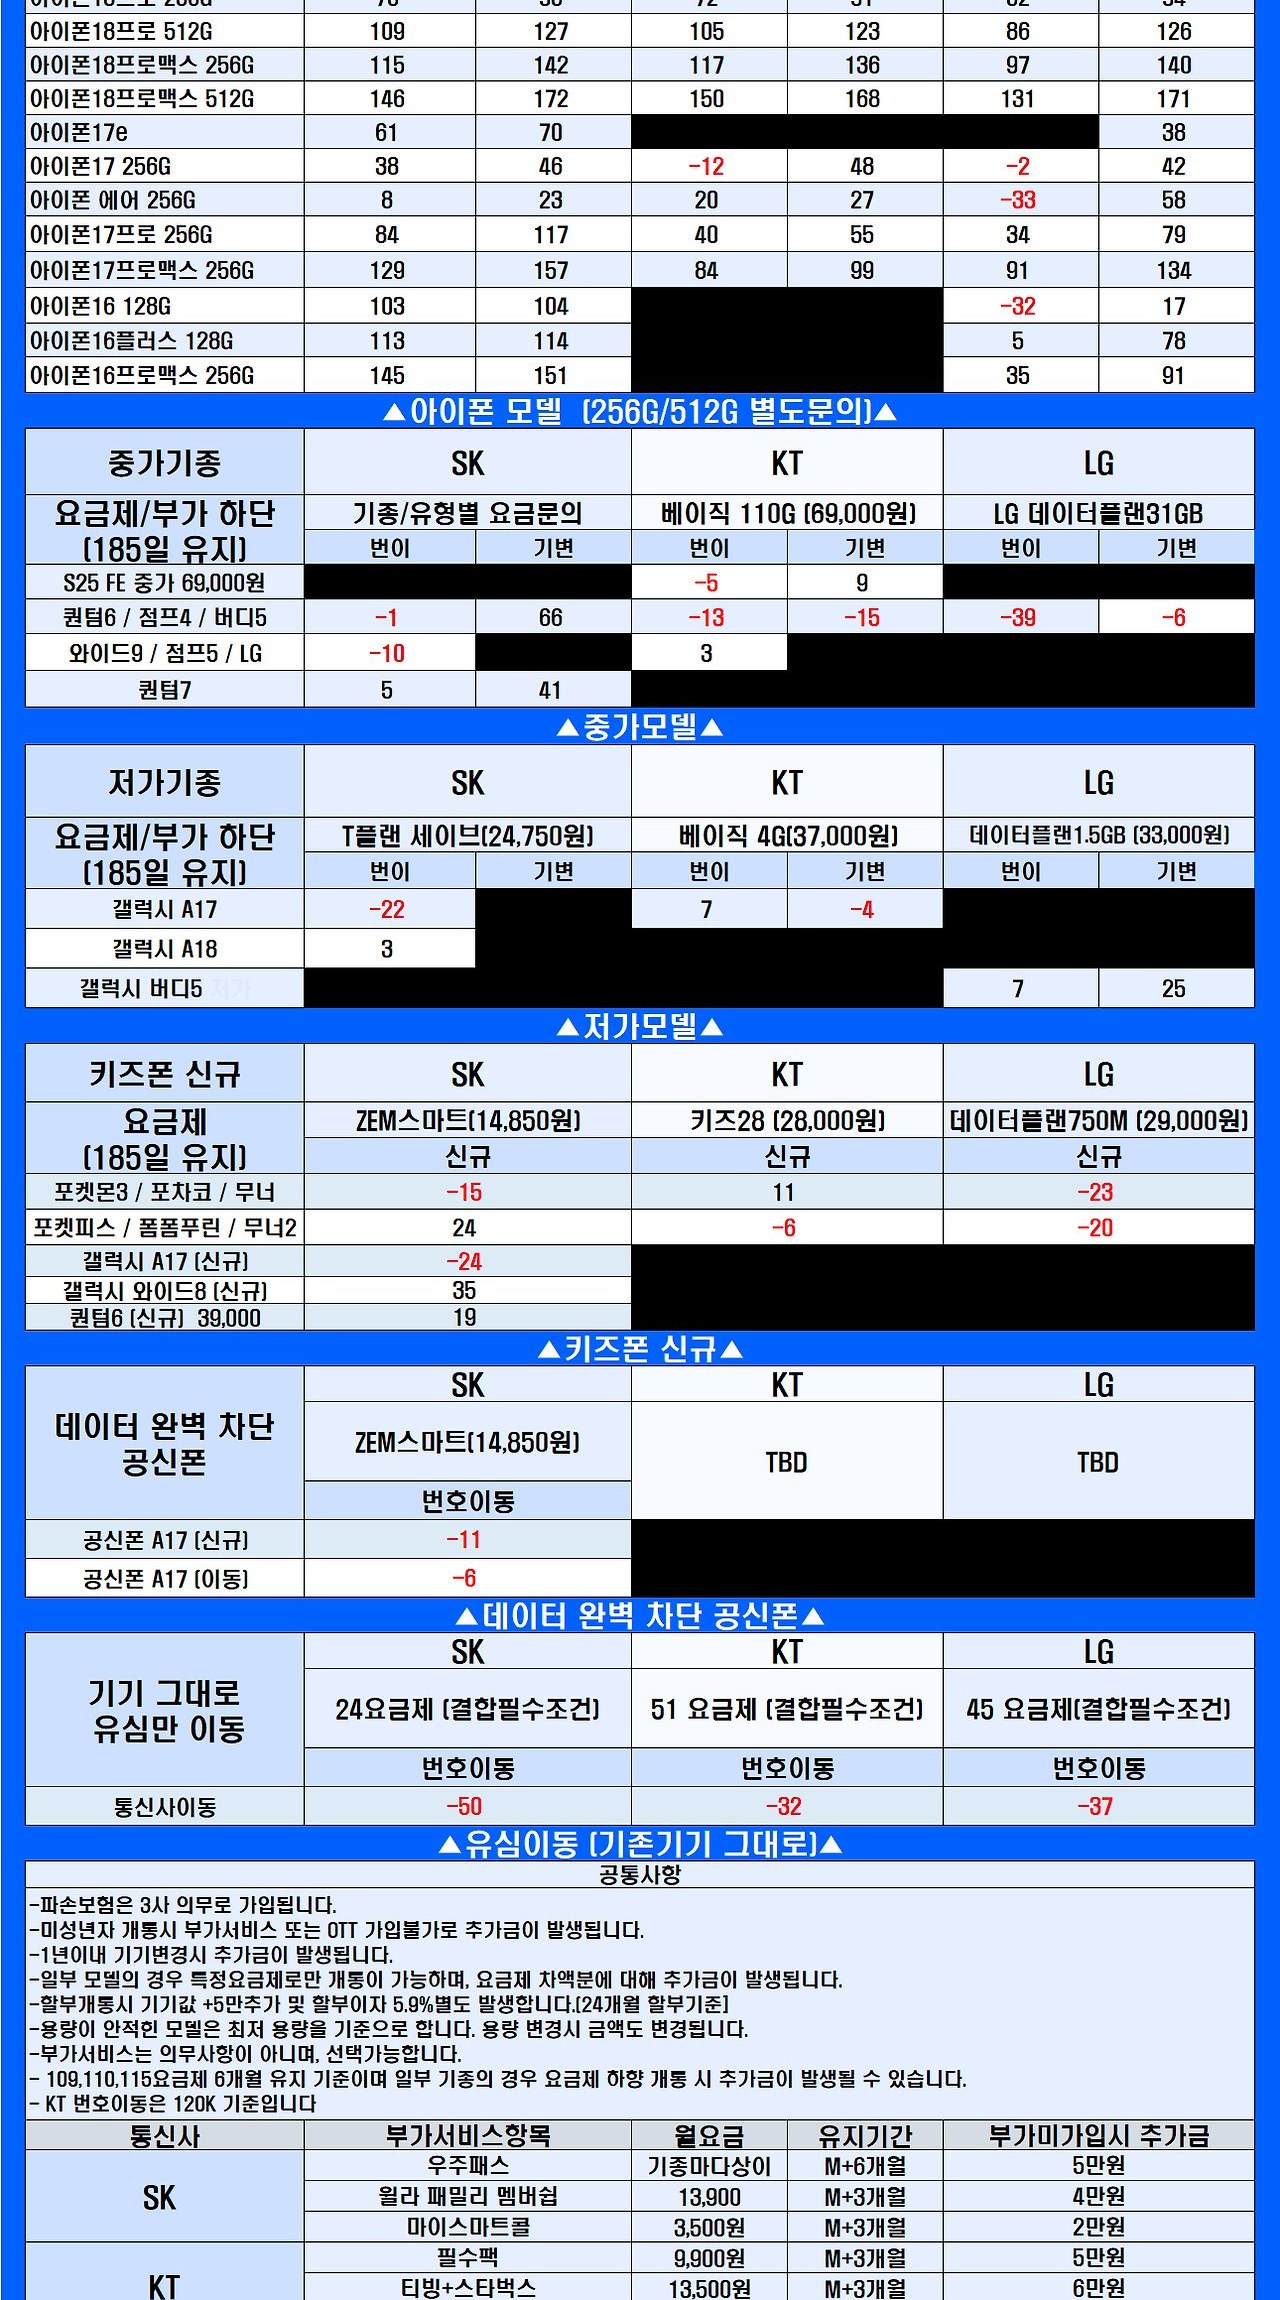 아이폰18프로 512G 109 127 105 123 86 126
아이폰18프로맥스 256G 115 142 117 136 97 140
아이폰18프로맥스 512G 146 172 150 168 131 171
아이폰17e 61 70 38
아이폰17 256G 38 46 -12 48 -2 42
아이폰 에어 256G 8 23 20 27 -33 58
아이폰17프로 256G 84 117 40 55 34 79
아이폰17프로맥스 256G 129 157 84 99 91 134
아이폰16 128G 103 104 -32 17
아이폰16플러스 128G 113 114 5 78
아이폰16프로맥스 256G 145 151 35 91
▲아이폰 모델 (256G/512G 별도문의)▲
중가기종 SK KT LG
요금제/부가 하단 기종/유형별 요금문의 베이직 110G (69,000원) LG 데이터플랜31GB
(185일 유지) 번이 기변 번이 기변 번이 기변
S25 FE 중가 69,000원 -5 9
퀀텀6 / 점프4 / 버디5 -1 66 -13 -15 -39 -6
와이드9 / 점프5 / LG -10 3
퀀텀7 5 41
▲중가모델▲
저가기종 SK KT LG
요금제/부가 하단 T플랜 세이브(24,750원) 베이직 4G(37,000원) 데이터플랜1.5GB (33,000원)
(185일 유지) 번이 기변 번이 기변 번이 기변
갤럭시 A17 -22 7 -4
갤럭시 A18 3
갤럭시 버디5 저가 7 25
▲저가모델▲
키즈폰 신규 SK KT LG
요금제 ZEM스마트(14,850원) 키즈28 (28,000원) 데이터플랜750M (29,000원)
(185일 유지) 신규 신규 신규
포켓몬3 / 포차코 / 무너 -15 11 -23
포켓피스 / 폼폼푸린 / 무너2 24 -6 -20
갤럭시 A17 (신규) -24
갤럭시 와이드8 (신규) 35
퀀텀6 (신규) 39,000 19
▲키즈폰 신규▲
SK KT LG
데이터 완벽 차단
공신폰 ZEM스마트(14,850원) TBD TBD
번호이동
공신폰 A17 (신규) -11
공신폰 A17 (이동) -6
▲데이터 완벽 차단 공신폰▲
SK KT LG
기기 그대로
유심만 이동 24요금제 (결합필수조건) 51 요금제 (결합필수조건) 45 요금제(결합필수조건)
번호이동 번호이동 번호이동
통신사이동 -50 -32 -37
▲유심이동 (기존기기 그대로)▲
공통사항
-파손보험은 3사 의무로 가입됩니다.
-미성년자 개통시 부가서비스 또는 OTT 가입불가로 추가금이 발생됩니다.
-1년이내 기기변경시 추가금이 발생됩니다.
-일부 모델의 경우 특정요금제로만 개통이 가능하며, 요금제 차액분에 대해 추가금이 발생됩니다.
-할부개통시 기기값 +5만추가 및 할부이자 5.9%별도 발생합니다.(24개월 할부기준]
-용량이 안적힌 모델은 최저 용량을 기준으로 합니다. 용량 변경시 금액도 변경됩니다.
-부가서비스는 의무사항이 아니며, 선택가능합니다.
- 109,110,115요금제 6개월 유지 기준이며 일부 기종의 경우 요금제 하향 개통 시 추가금이 발생될 수 있습니다.
- KT 번호이동은 120K 기준입니다
통신사 부가서비스항목 월요금 유지기간 부가미가입시 추가금
SK 우주패스 기종마다상이 M+6개월 5만원
윌라 패밀리 멤버쉽 13,900 M+3개월 4만원
마이스마트콜 3,500원 M+3개월 2만원
KT 필수팩 9,900원 M+3개월 5만원
티빙+스타벅스 13,500원 M+3개월 6만원